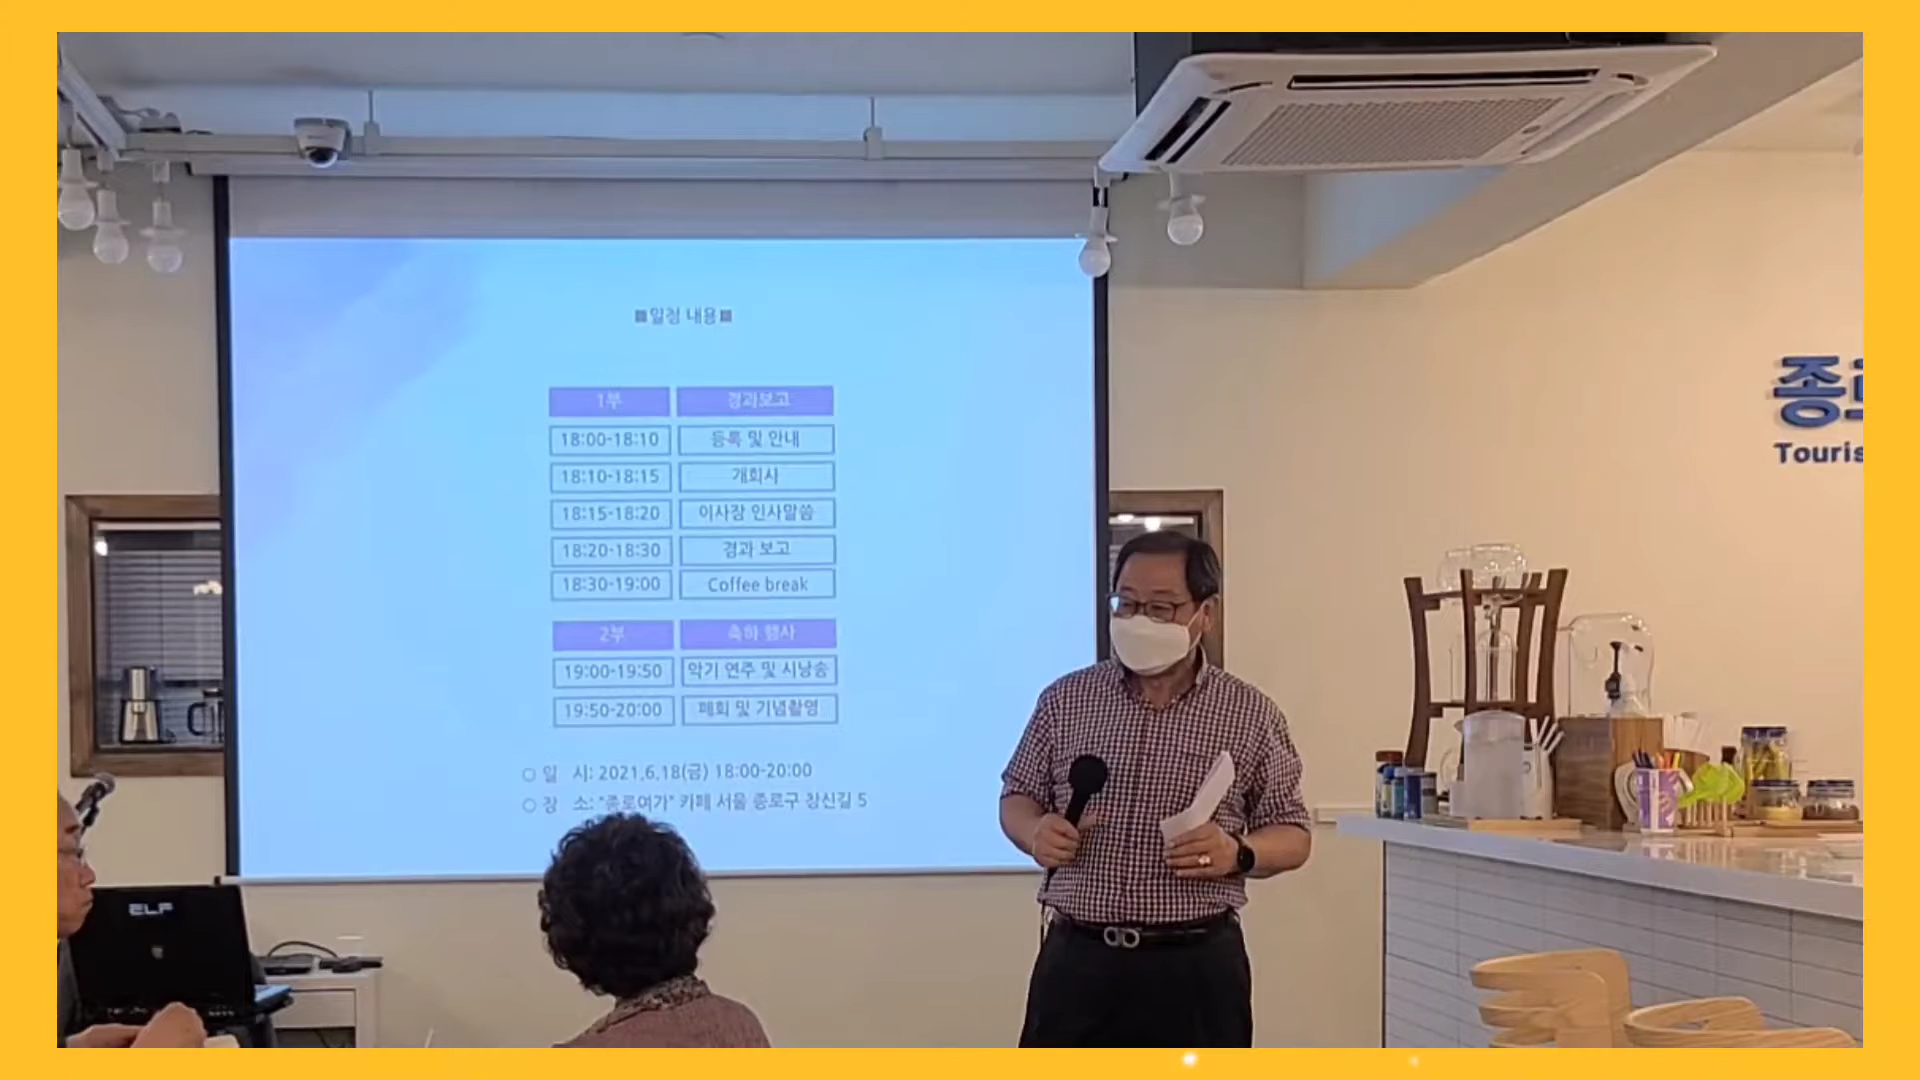 ■일정 내용■
1부 경과보고
18:00-18:10 등록 및 안내
18:10-18:15 개회사
18:15-18:20 이사장 인사말씀
18:20-18:30 경과 보고
18:30-19:00 Coffee break
2부 축하 행사
19:00-19:50 악기 연주 및 시낭송
19:50-20:00 폐회 및 기념촬영
○ 일 시: 2021.6.18(금) 18:00-20:00
○ 장 소: "종로여가" 카페 서울 종로구 창신길 5
종로
Touris
ELF